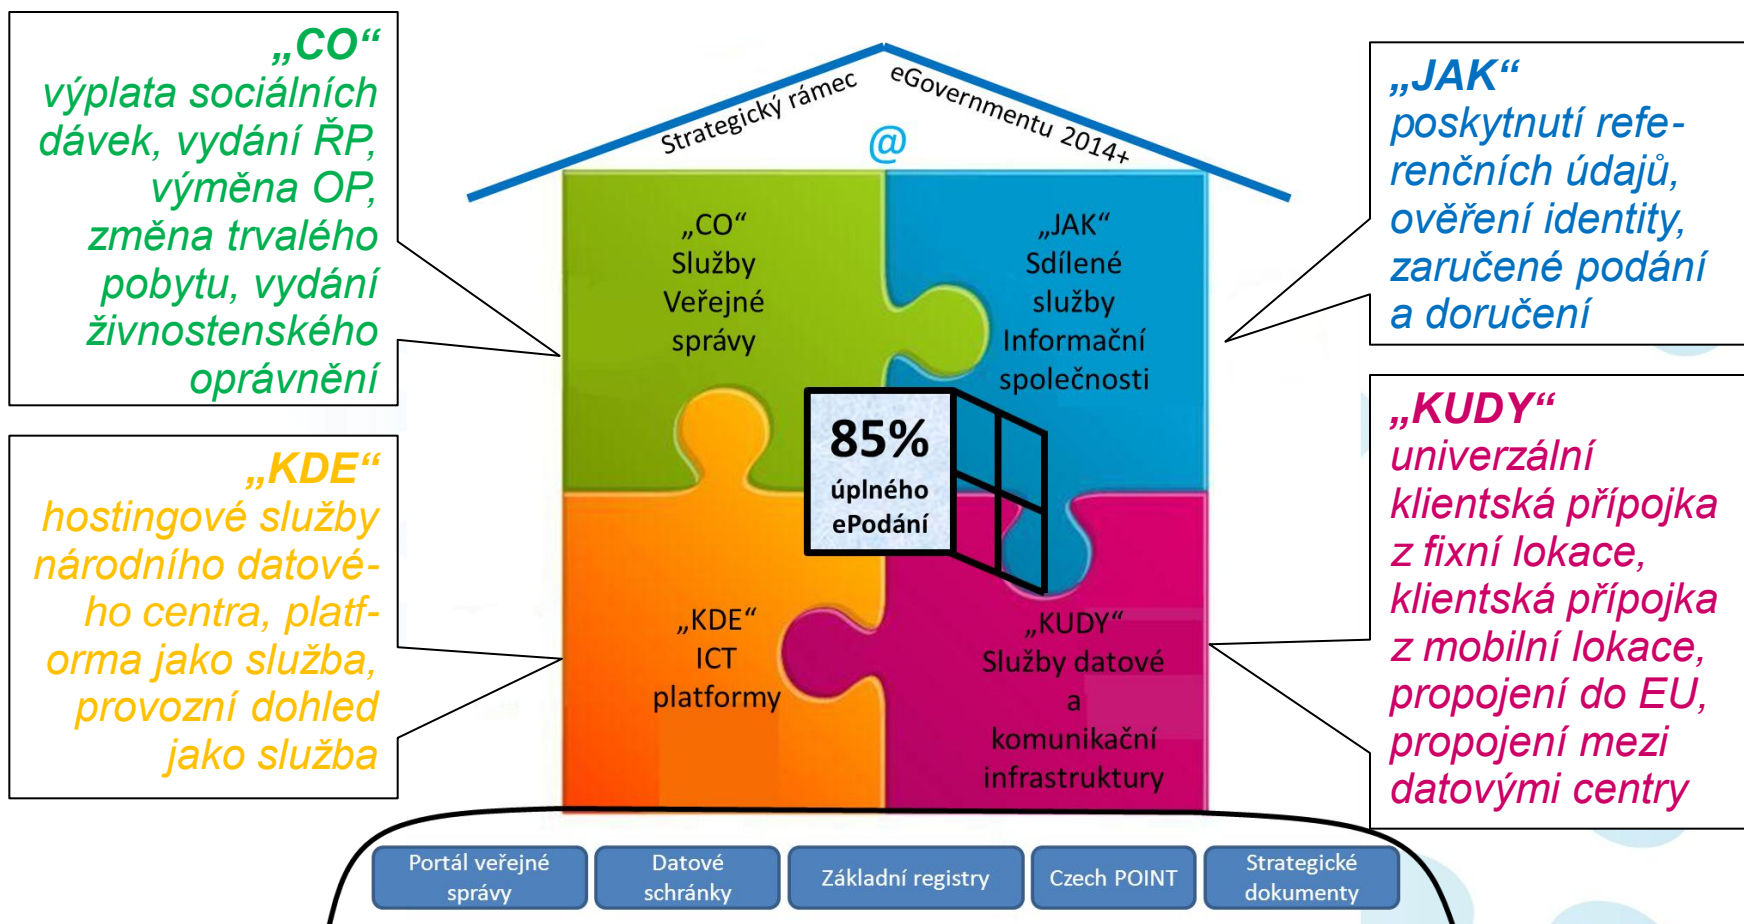 „CO“
výplata sociálních
dávek, vydání ŘP,
výměna OP,
změna trvalého
pobytu, vydání
živnostenského
oprávnění
„KDE“
hostingové služby
národního datové-
ho centra, platf-
orma jako služba,
provozní dohled
jako služba
Strategický rámec
eGovernmentu 2014+
@
„CO“
Služby
Veřejné
správy
„JAK“
Sdílené
služby
Informační
společnosti
85%
úplného
ePodání
„KDE“
ICT
platformy
„KUDY“
Služby datové
a
komunikační
infrastruktury
„JAK“
poskytnutí refe-
renčních údajů,
ověření identity,
zaručené podání
a doručení
„KUDY“
univerzální
klientská přípojka
z fixní lokace,
klientská přípojka
z mobilní lokace,
propojení do EU,
propojení mezi
datovými centry
Portál veřejné
správy
Datové
schránky
Základní registry
Czech POINT
Strategické
dokumenty